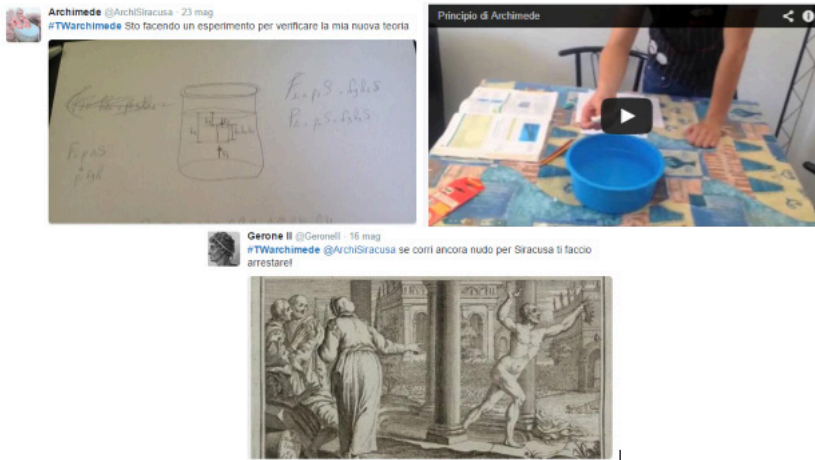 Archimede @ArchiSiracusa · 23 mag
#TWarchimede Sto facendo un esperimento per verificare la mia nuova teoria
Principio di Archimede
Gerone II @GeroneII · 16 mag
#TWarchimede @ArchiSiracusa se corri ancora nudo per Siracusa ti faccio
arrestare!